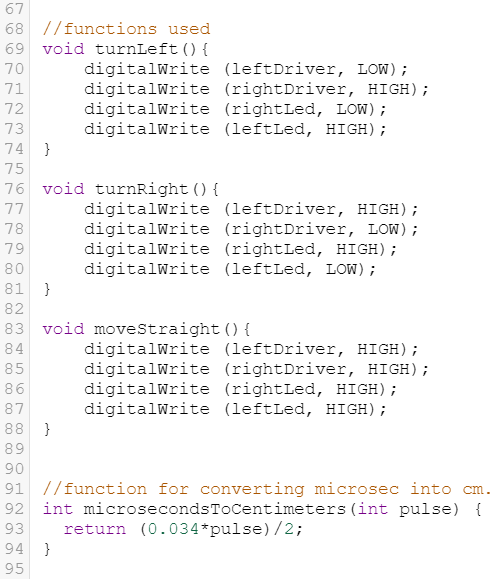 67
68 //functions used
69 void turnLeft(){
70     digitalWrite (leftDriver, LOW);
71     digitalWrite (rightDriver, HIGH);
72     digitalWrite (rightLed, LOW);
73     digitalWrite (leftLed, HIGH);
74 }
75
76 void turnRight(){
77     digitalWrite (leftDriver, HIGH);
78     digitalWrite (rightDriver, LOW);
79     digitalWrite (rightLed, HIGH);
80     digitalWrite (leftLed, LOW);
81 }
82
83 void moveStraight(){
84     digitalWrite (leftDriver, HIGH);
85     digitalWrite (rightDriver, HIGH);
86     digitalWrite (rightLed, HIGH);
87     digitalWrite (leftLed, HIGH);
88 }
89
90
91 //function for converting microsec into cm.
92 int microsecondsToCentimeters(int pulse) {
93   return (0.034*pulse)/2;
94 }
95